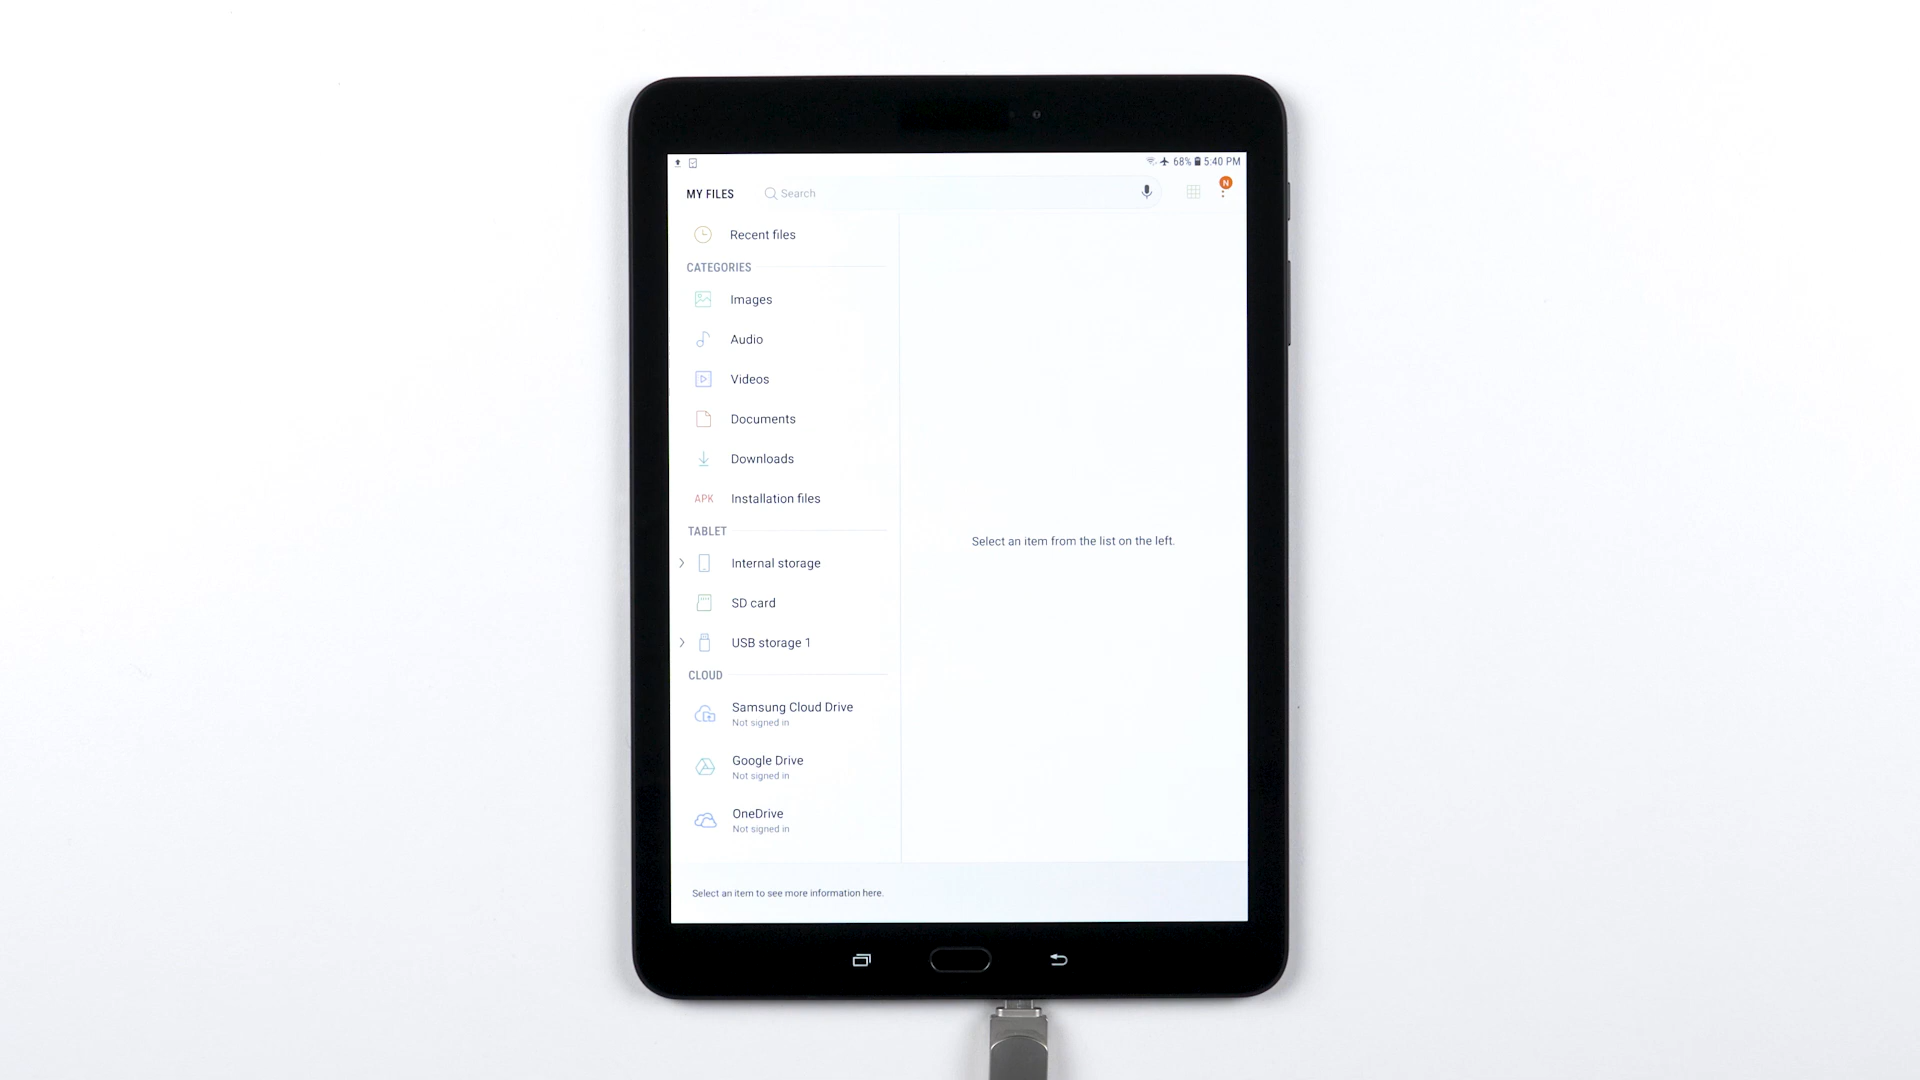 68% 5:40 PM
MY FILES
Search
N
Recent files
CATEGORIES
Images
Audio
Videos
Documents
Downloads
APK Installation files
TABLET
Internal storage
SD card
USB storage 1
CLOUD
Samsung Cloud Drive
Not signed in
Google Drive
Not signed in
OneDrive
Not signed in
Select an item from the list on the left.
Select an item to see more information here.